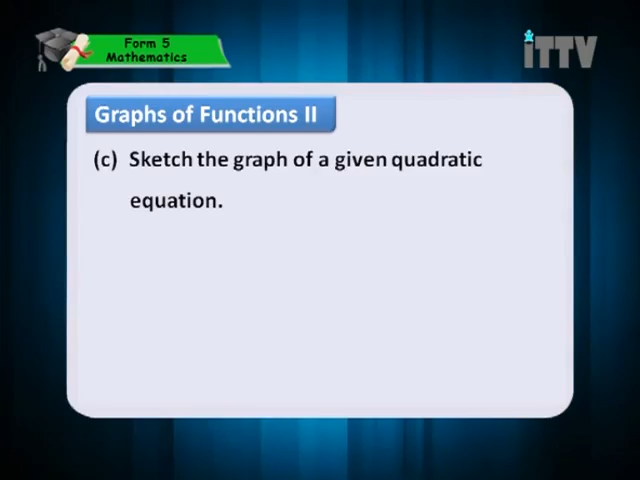 Form 5
Mathematics
iTTV
Graphs of Functions II
(c) Sketch the graph of a given quadratic
equation.